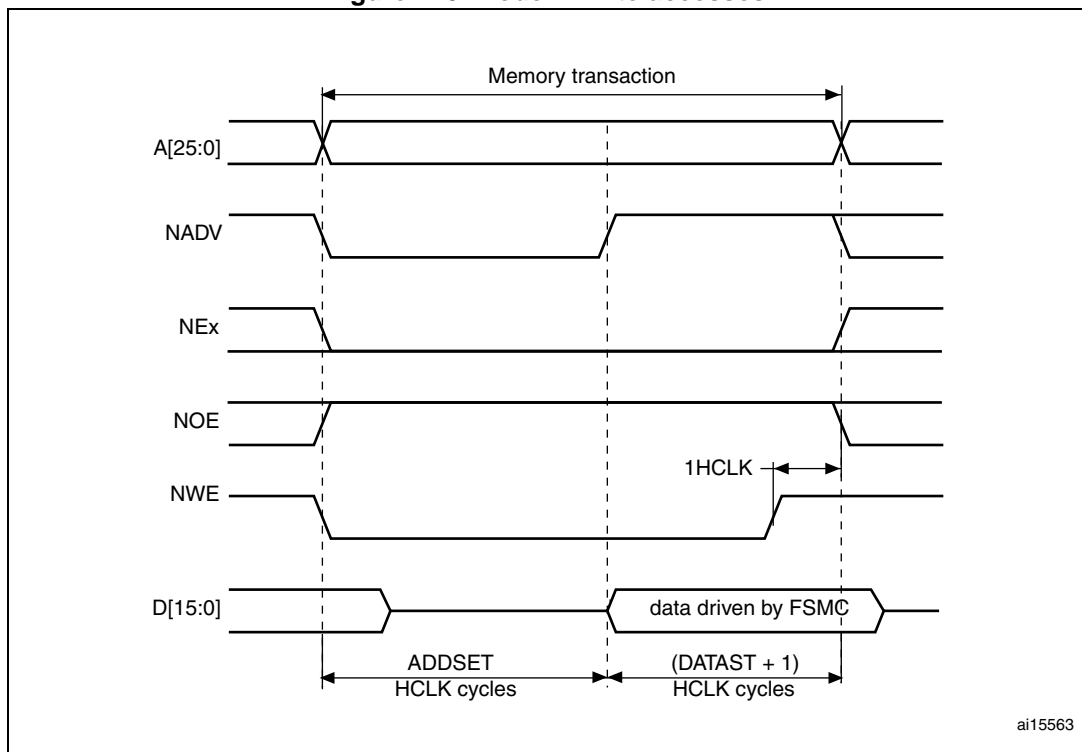 Memory transaction
A[25:0]
NADV
NEx
NOE
1HCLK
NWE
D[15:0]
data driven by FSMC
ADDSET
HCLK cycles
(DATAST + 1)
HCLK cycles
ai15563